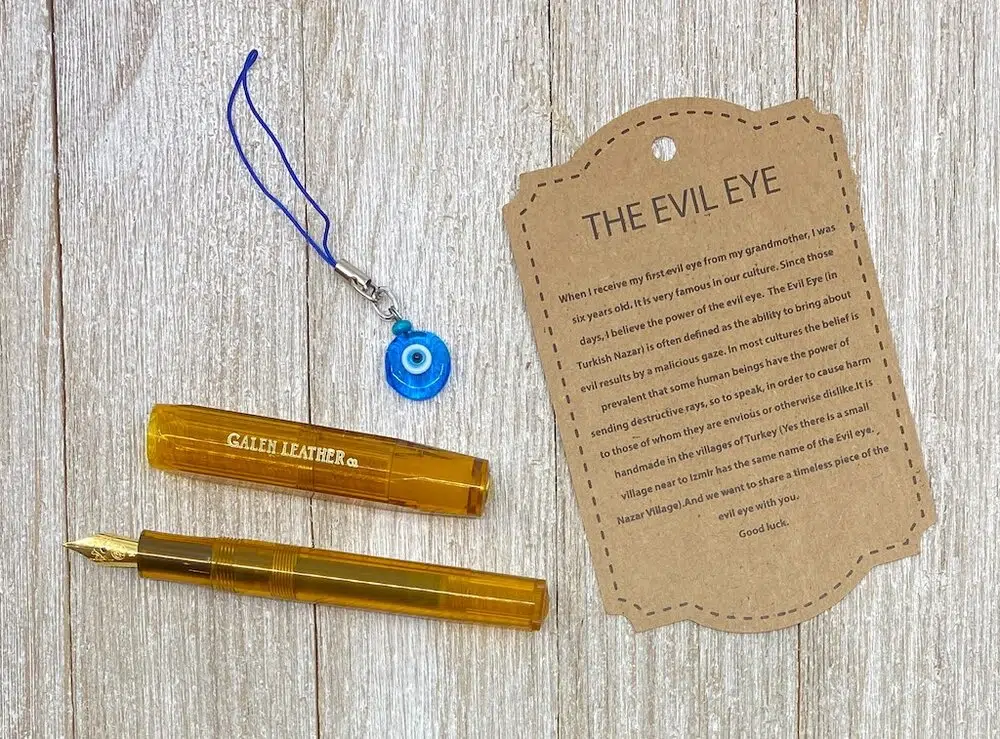 THE EVIL EYE
When I receive my first evil eye from my grandmother, I was
six years old. It is very famous in our culture. Since those
days, I believe the power of the evil eye. The Evil Eye (in
Turkish Nazar) is often defined as the ability to bring about
evil results by a malicious gaze. In most cultures the belief is
prevalent that some human beings have the power of
sending destructive rays, so to speak, in order to cause harm
to those of whom they are envious or otherwise dislike.It is
handmade in the villages of Turkey (Yes there is a small
village near to Izmir has the same name of the Evil eye.
Nazar Village).And we want to share a timeless piece of the
evil eye with you.
Good luck.
GALEN LEATHER co